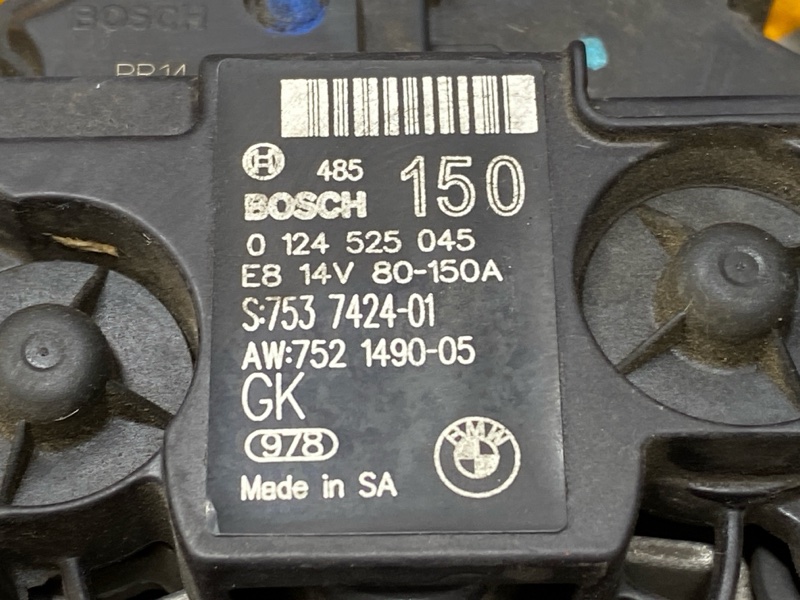 BOSCH
PP14
485
150
BOSCH
0 124 525 045
E8 14V 80-150A
S:753 7424-01
AW:752 1490-05
GK
978
BMW
Made in SA